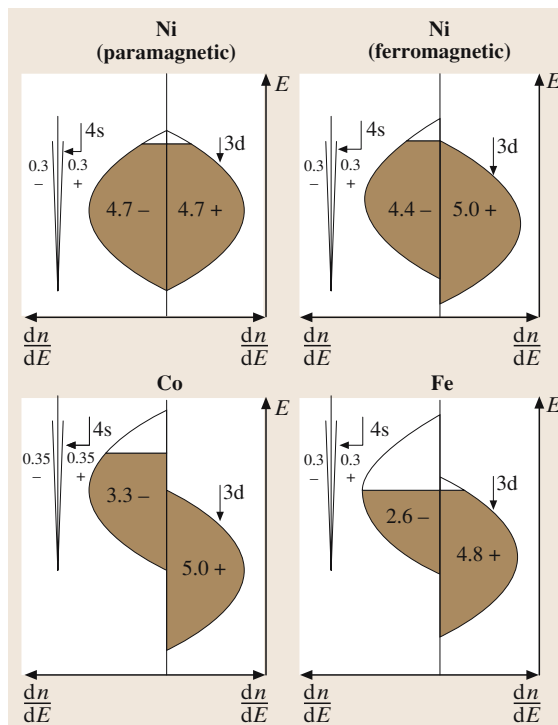 Ni
(paramagnetic)
E
4s
0.3
0.3
–
+
3d
4.7 –
4.7 +
dn
dE
dn
dE
Ni
(ferromagnetic)
E
4s
0.3
0.3
–
+
3d
4.4 –
5.0 +
dn
dE
dn
dE
Co
E
4s
0.35
0.35
–
+
3d
3.3 –
5.0 +
dn
dE
dn
dE
Fe
E
4s
0.3
0.3
–
+
3d
2.6 –
4.8 +
dn
dE
dn
dE